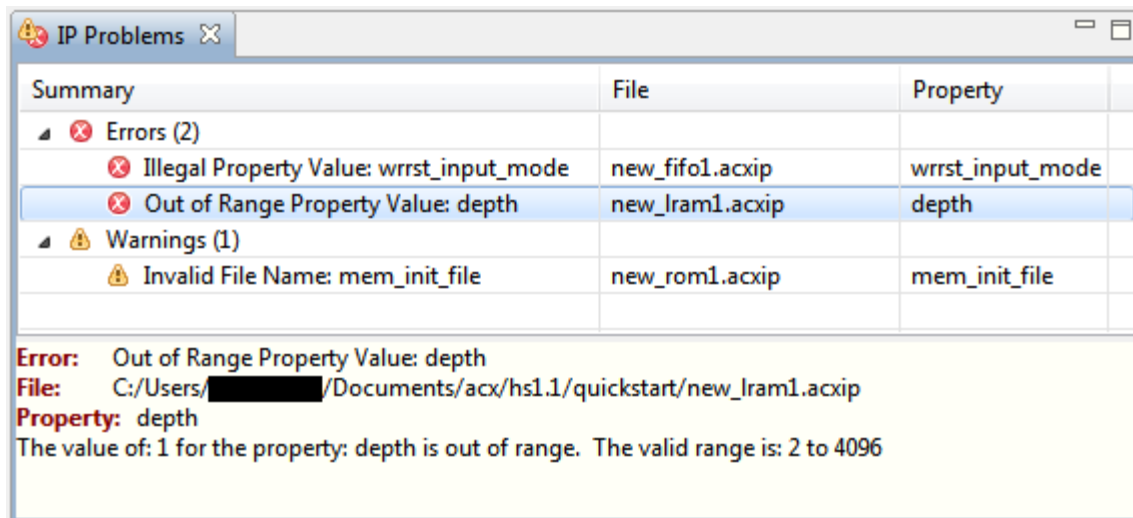 IP Problems
Summary File Property
Errors (2)
Illegal Property Value: wrrst_input_mode new_fifo1.acxip wrrst_input_mode
Out of Range Property Value: depth new_lram1.acxip depth
Warnings (1)
Invalid File Name: mem_init_file new_rom1.acxip mem_init_file
Error: Out of Range Property Value: depth
File: C:/Users/ /Documents/acx/hs1.1/quickstart/new_lram1.acxip
Property: depth
The value of: 1 for the property: depth is out of range. The valid range is: 2 to 4096